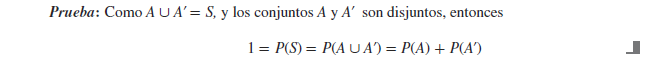 Prueba: Como A ∪ A′ = S, y los conjuntos A y A′ son disjuntos, entonces
1 = P(S) = P(A ∪ A′) = P(A) + P(A′)